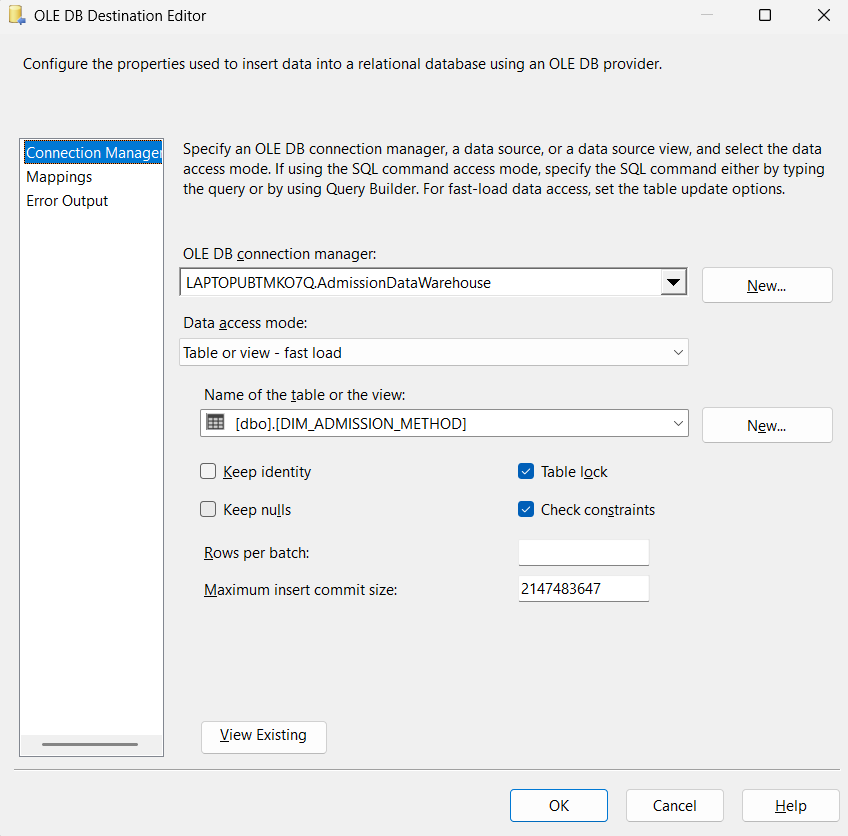 OLE DB Destination Editor
Configure the properties used to insert data into a relational database using an OLE DB provider.
Connection Manager
Mappings
Error Output
Specify an OLE DB connection manager, a data source, or a data source view, and select the data
access mode. If using the SQL command access mode, specify the SQL command either by typing
the query or by using Query Builder. For fast-load data access, set the table update options.
OLE DB connection manager:
LAPTOPUBTMKO7Q.AdmissionDataWarehouse
New...
Data access mode:
Table or view - fast load
Name of the table or the view:
[dbo].[DIM_ADMISSION_METHOD]
New...
Keep identity
Table lock
Keep nulls
Check constraints
Rows per batch:
Maximum insert commit size:
2147483647
View Existing
OK
Cancel
Help